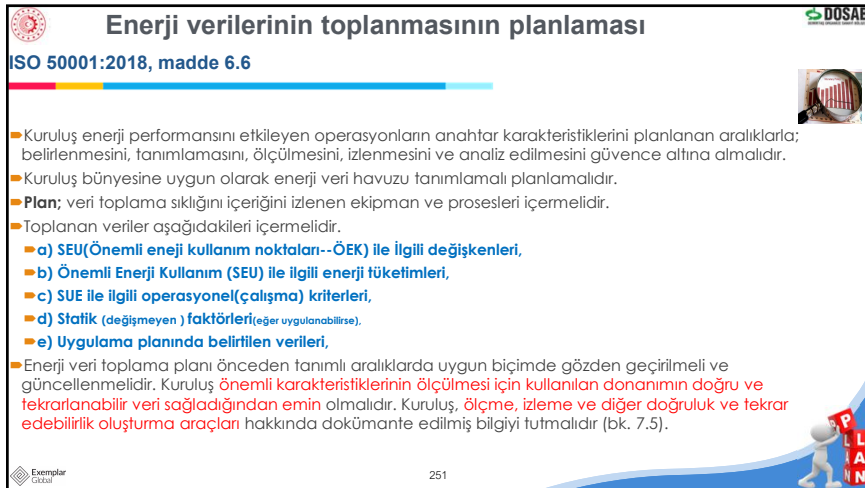 Enerji verilerinin toplanmasının planlaması
DOSAB
ISO 50001:2018, madde 6.6
Kuruluş enerji performansını etkileyen operasyonların anahtar karakteristiklerini planlanan aralıklarla;
belirlenmesini, tanımlamasını, ölçülmesini, izlenmesini ve analiz edilmesini güvence altına almalıdır.
Kuruluş bünyesine uygun olarak enerji veri havuzu tanımlamalı planlamalıdır.
Plan; veri toplama sıklığını içeriğini izlenen ekipman ve prosesleri içermelidir.
Toplanan veriler aşağıdakileri içermelidir.
a) SEU(Önemli eneji kullanım noktaları--ÖEK) ile İlgili değişkenleri,
b) Önemli Enerji Kullanım (SEU) ile ilgili enerji tüketimleri,
c) SUE ile ilgili operasyonel(çalışma) kriterleri,
d) Statik (değişmeyen ) faktörleri(eğer uygulanabilirse),
e) Uygulama planında belirtilen verileri,
Enerji veri toplama planı önceden tanımlı aralıklarda uygun biçimde gözden geçirilmeli ve
güncellenmelidir. Kuruluş önemli karakteristiklerinin ölçülmesi için kullanılan donanımın doğru ve
tekrarlanabilir veri sağladığından emin olmalıdır. Kuruluş, ölçme, izleme ve diğer doğruluk ve tekrar
edebilirlik oluşturma araçları hakkında dokümante edilmiş bilgiyi tutmalıdır (bk. 7.5).
PLAN
Exemplar
Global
251